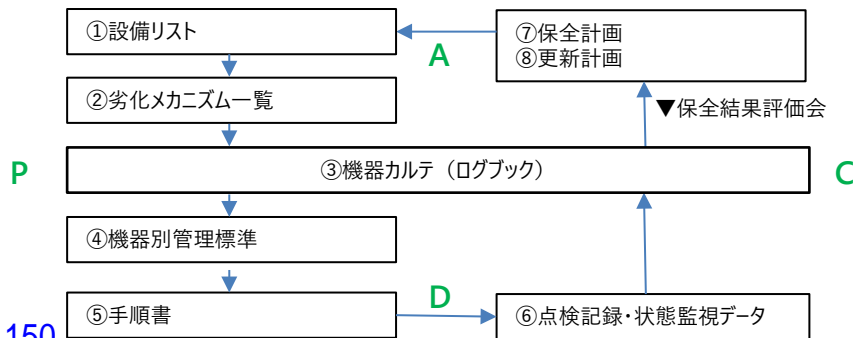 ①設備リスト
⑦保全計画
⑧更新計画
A
②劣化メカニズム一覧
▼保全結果評価会
P
③機器カルテ（ログブック）
C
④機器別管理標準
D
⑤手順書
⑥点検記録・状態監視データ
150